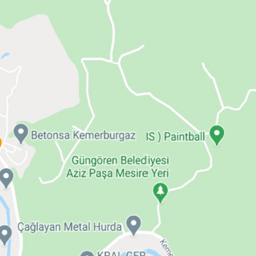 Betonsa Kemerburgaz
IS ) Paintball
Güngören Belediyesi
Aziz Paşa Mesire Yeri
Çağlayan Metal Hurda